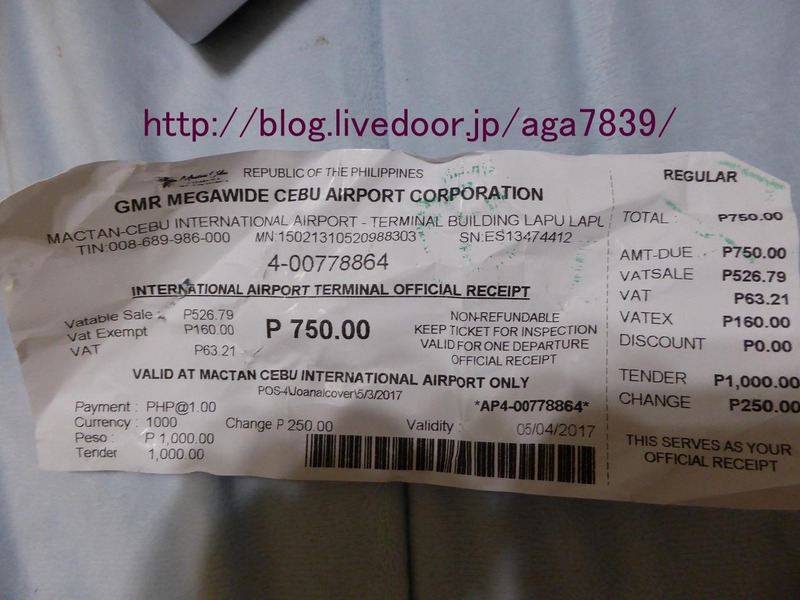 http://blog.livedoor.jp/aga7839/
REPUBLIC OF THE PHILIPPINES
GMR MEGAWIDE CEBU AIRPORT CORPORATION
MACTAN-CEBU INTERNATIONAL AIRPORT - TERMINAL BUILDING LAPU LAPU
TIN:008-689-986-000 MN:15021310520988303 SN:ES13474412
4-00778864
INTERNATIONAL AIRPORT TERMINAL OFFICIAL RECEIPT
Vatable Sale : P526.79
Vat Exempt P160.00
VAT P63.21
P 750.00
NON-REFUNDABLE
KEEP TICKET FOR INSPECTION
VALID FOR ONE DEPARTURE
OFFICIAL RECEIPT
VALID AT MACTAN CEBU INTERNATIONAL AIRPORT ONLY
POS-4\Joanalcover\5/3/2017
Payment : PHP@1.00
Currency : 1000
Peso : P 1,000.00
Tender 1,000.00
Change P 250.00
*AP4-00778864*
Validity : 05/04/2017
REGULAR
TOTAL : P750.00
AMT-DUE P750.00
VATSALE P526.79
VAT P63.21
VATEX P160.00
DISCOUNT P0.00
TENDER P1,000.00
CHANGE P250.00
THIS SERVES AS YOUR
OFFICIAL RECEIPT